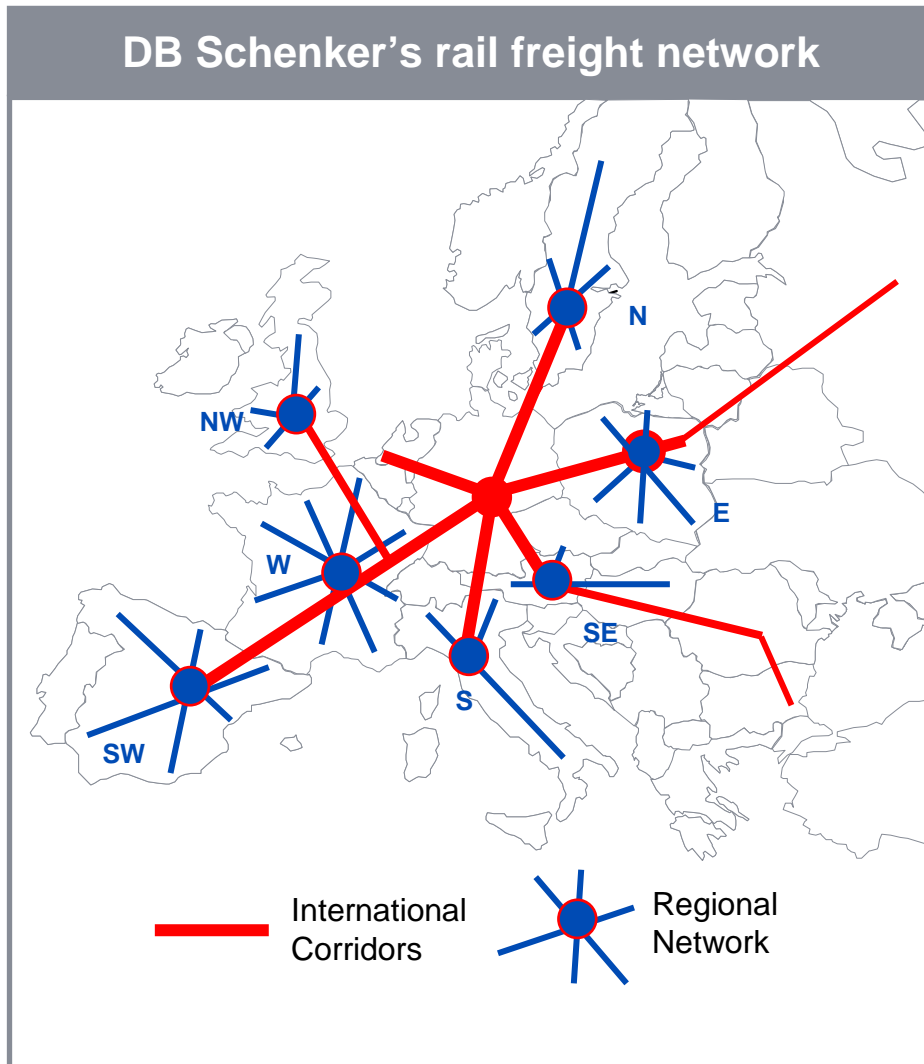 DB Schenker’s rail freight network
N
NW
E
W
SE
S
SW
International
Corridors
Regional
Network